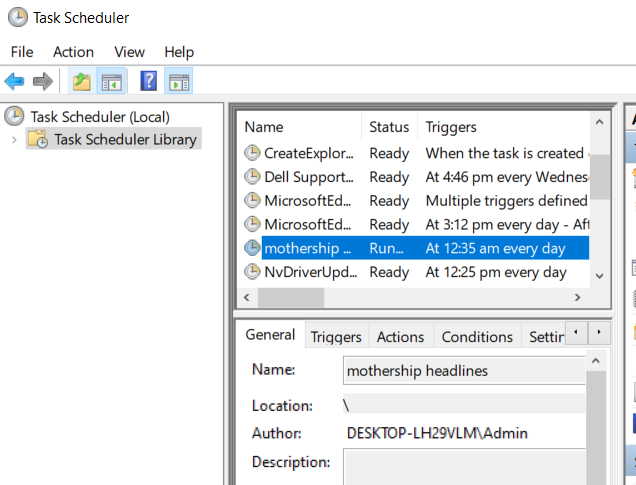 Task Scheduler
File Action View Help
Task Scheduler (Local)
Task Scheduler Library
Name Status Triggers
CreateExplor... Ready When the task is created
Dell Support... Ready At 4:46 pm every Wednes
MicrosoftEd... Ready Multiple triggers defined
MicrosoftEd... Ready At 3:12 pm every day - Aft
mothership ... Run... At 12:35 am every day
NvDriverUpd... Ready At 12:25 pm every day
General Triggers Actions Conditions Settin
Name: mothership headlines
Location: \
Author: DESKTOP-LH29VLM\Admin
Description: